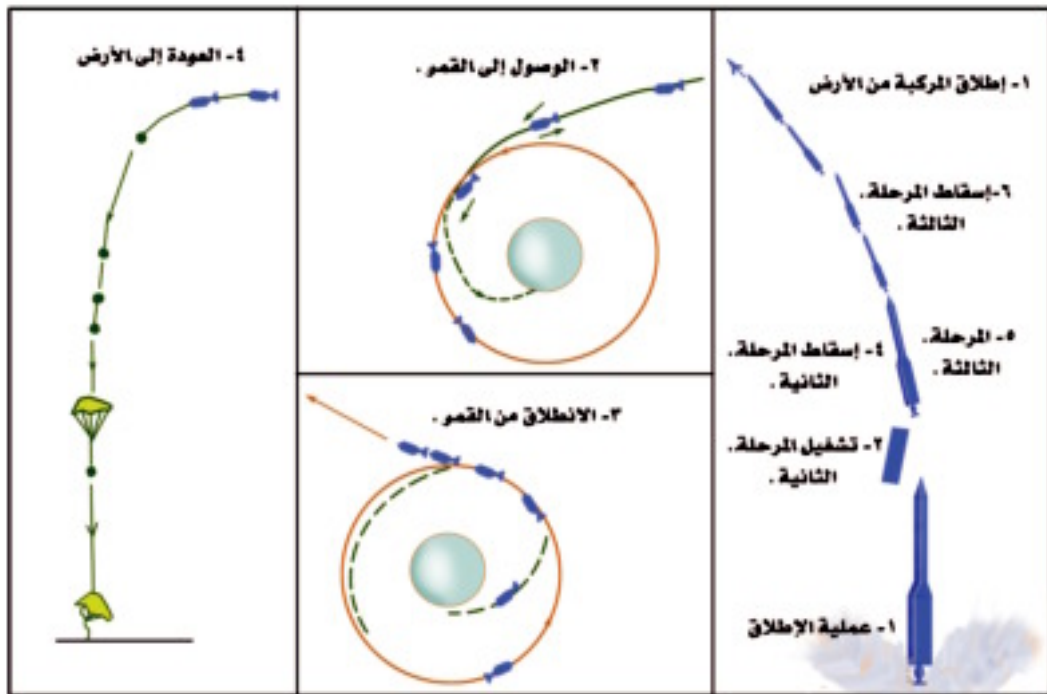 ١- إطلاق المركبة من الأرض
٦- إسقاط المرحلة.
الثالثة.
٥- المرحلة.
الثالثة.
٤- إسقاط المرحلة.
الثانية.
٢- تشغيل المرحلة.
الثانية.
١- عملية الإطلاق
٢- الوصول إلى القمر.
٣- الانطلاق من القمر.
٤- العودة إلى الأرض